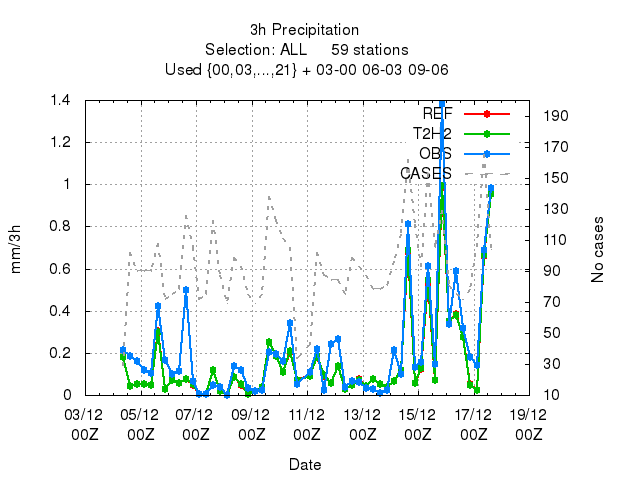 3h Precipitation
Selection: ALL 59 stations
Used {00,03,...,21} + 03-00 06-03 09-06
REF
T2H2
OBS
CASES
mm/3h
1.4
1.2
1
0.8
0.6
0.4
0.2
0
No cases
190
170
150
130
110
90
70
50
30
10
03/12 05/12 07/12 09/12 11/12 13/12 15/12 17/12 19/12
00Z 00Z 00Z 00Z 00Z 00Z 00Z 00Z 00Z
Date